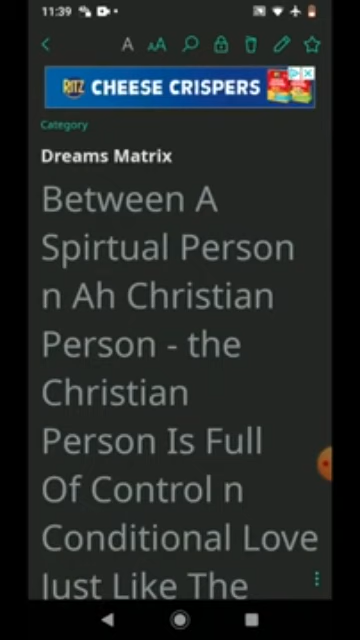 11:39
A AA
RITZ CHEESE CRISPERS
Category
Dreams Matrix
Between A
Spirtual Person
n Ah Christian
Person - the
Christian
Person Is Full
Of Control n
Conditional Love
Just Like The